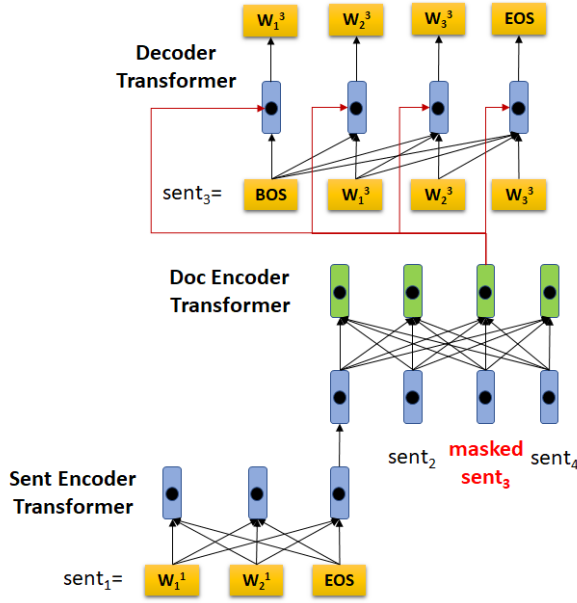 W₁³ W₂³ W₃³ EOS
Decoder
Transformer
sent₃= BOS W₁³ W₂³ W₃³
Doc Encoder
Transformer
sent₂ masked sent₄
sent₃
Sent Encoder
Transformer
sent₁= W₁¹ W₂¹ EOS